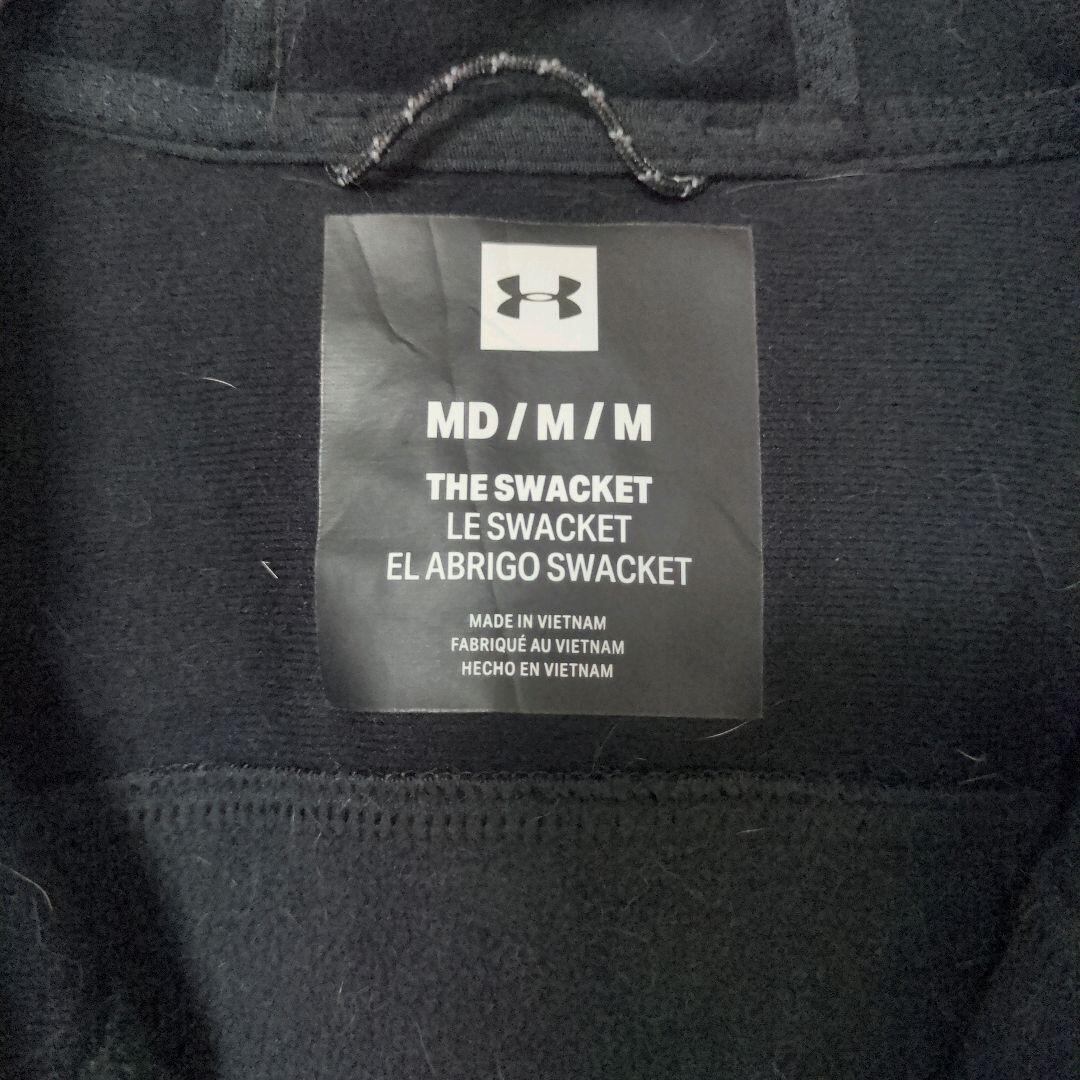 MD / M / M
THE SWACKET
LE SWACKET
EL ABRIGO SWACKET
MADE IN VIETNAM
FABRIQUÉ AU VIETNAM
HECHO EN VIETNAM